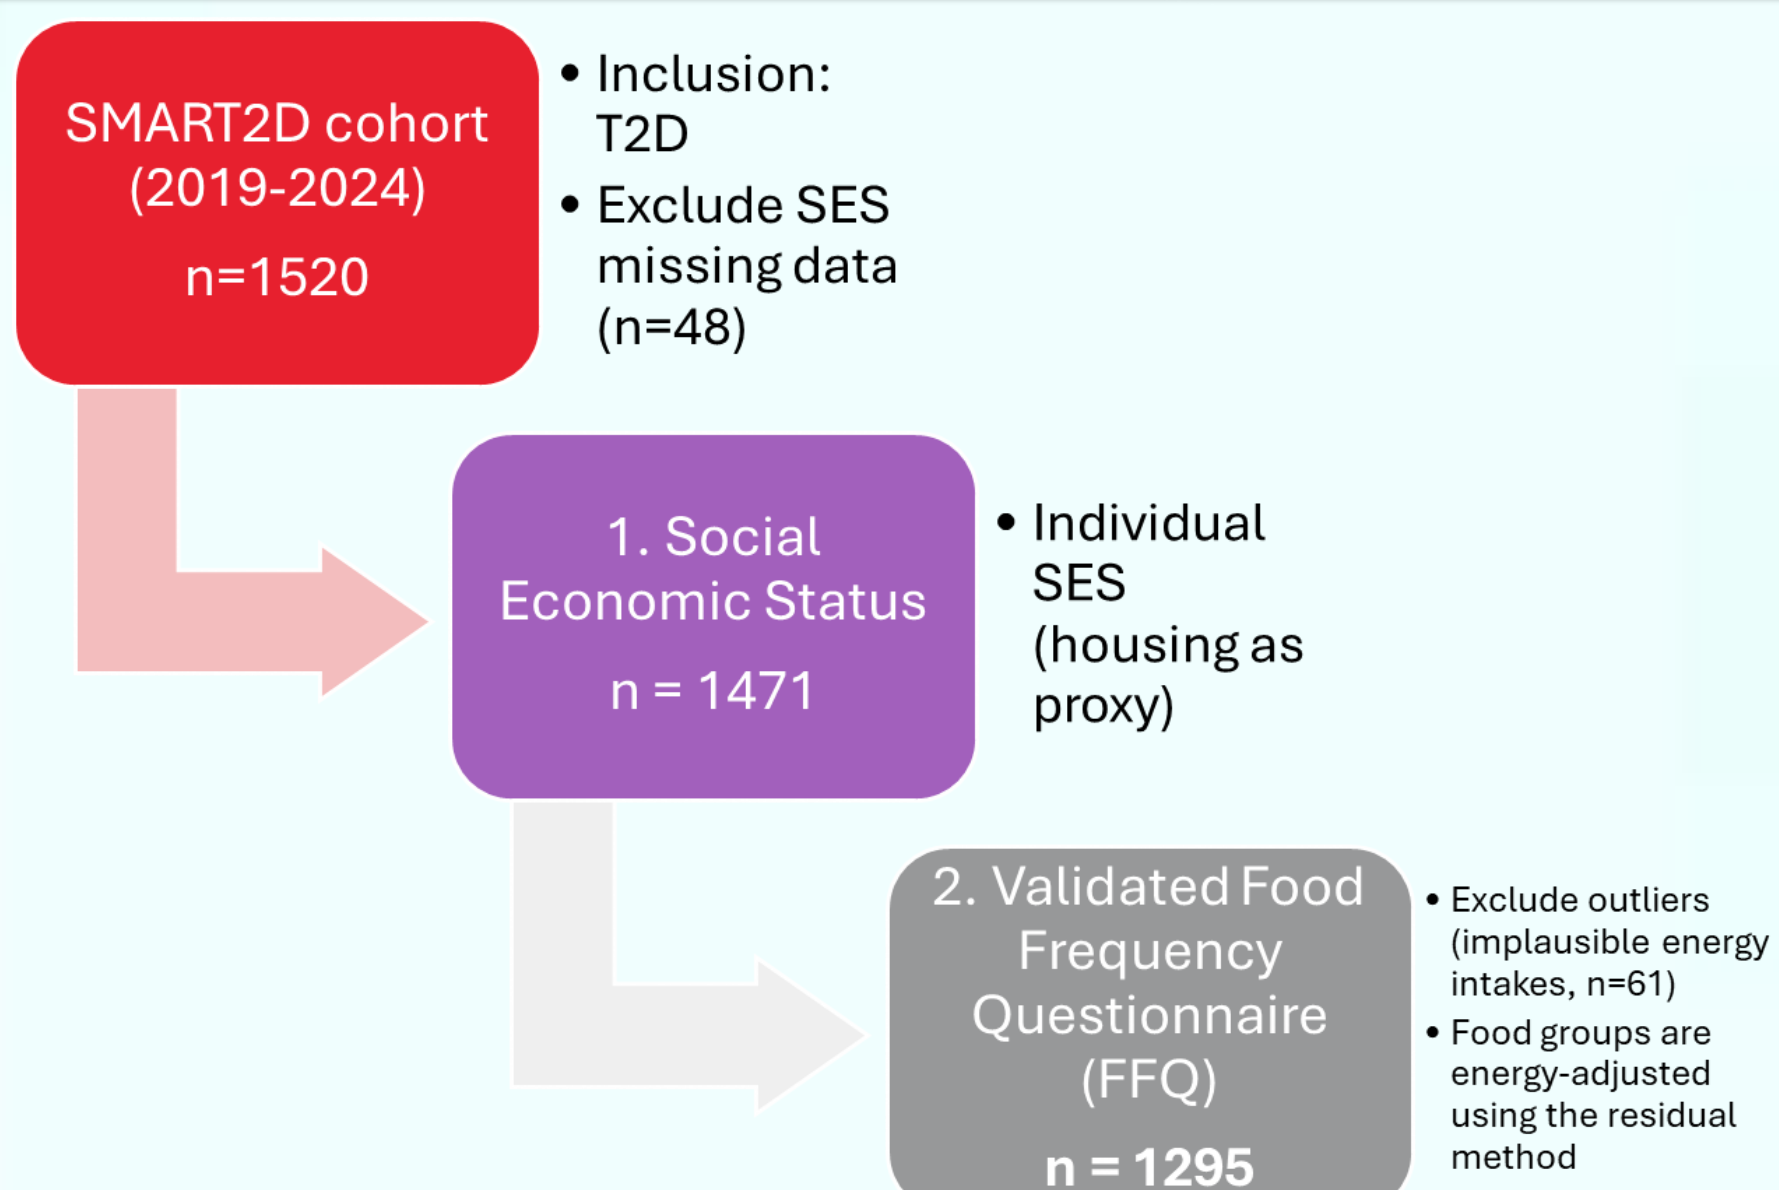 SMART2D cohort
(2019-2024)
n=1520
• Inclusion:
T2D
• Exclude SES
missing data
(n=48)
1. Social
Economic Status
n = 1471
• Individual
SES
(housing as
proxy)
2. Validated Food
Frequency
Questionnaire
(FFQ)
n = 1295
• Exclude outliers
(implausible energy
intakes, n=61)
• Food groups are
energy-adjusted
using the residual
method